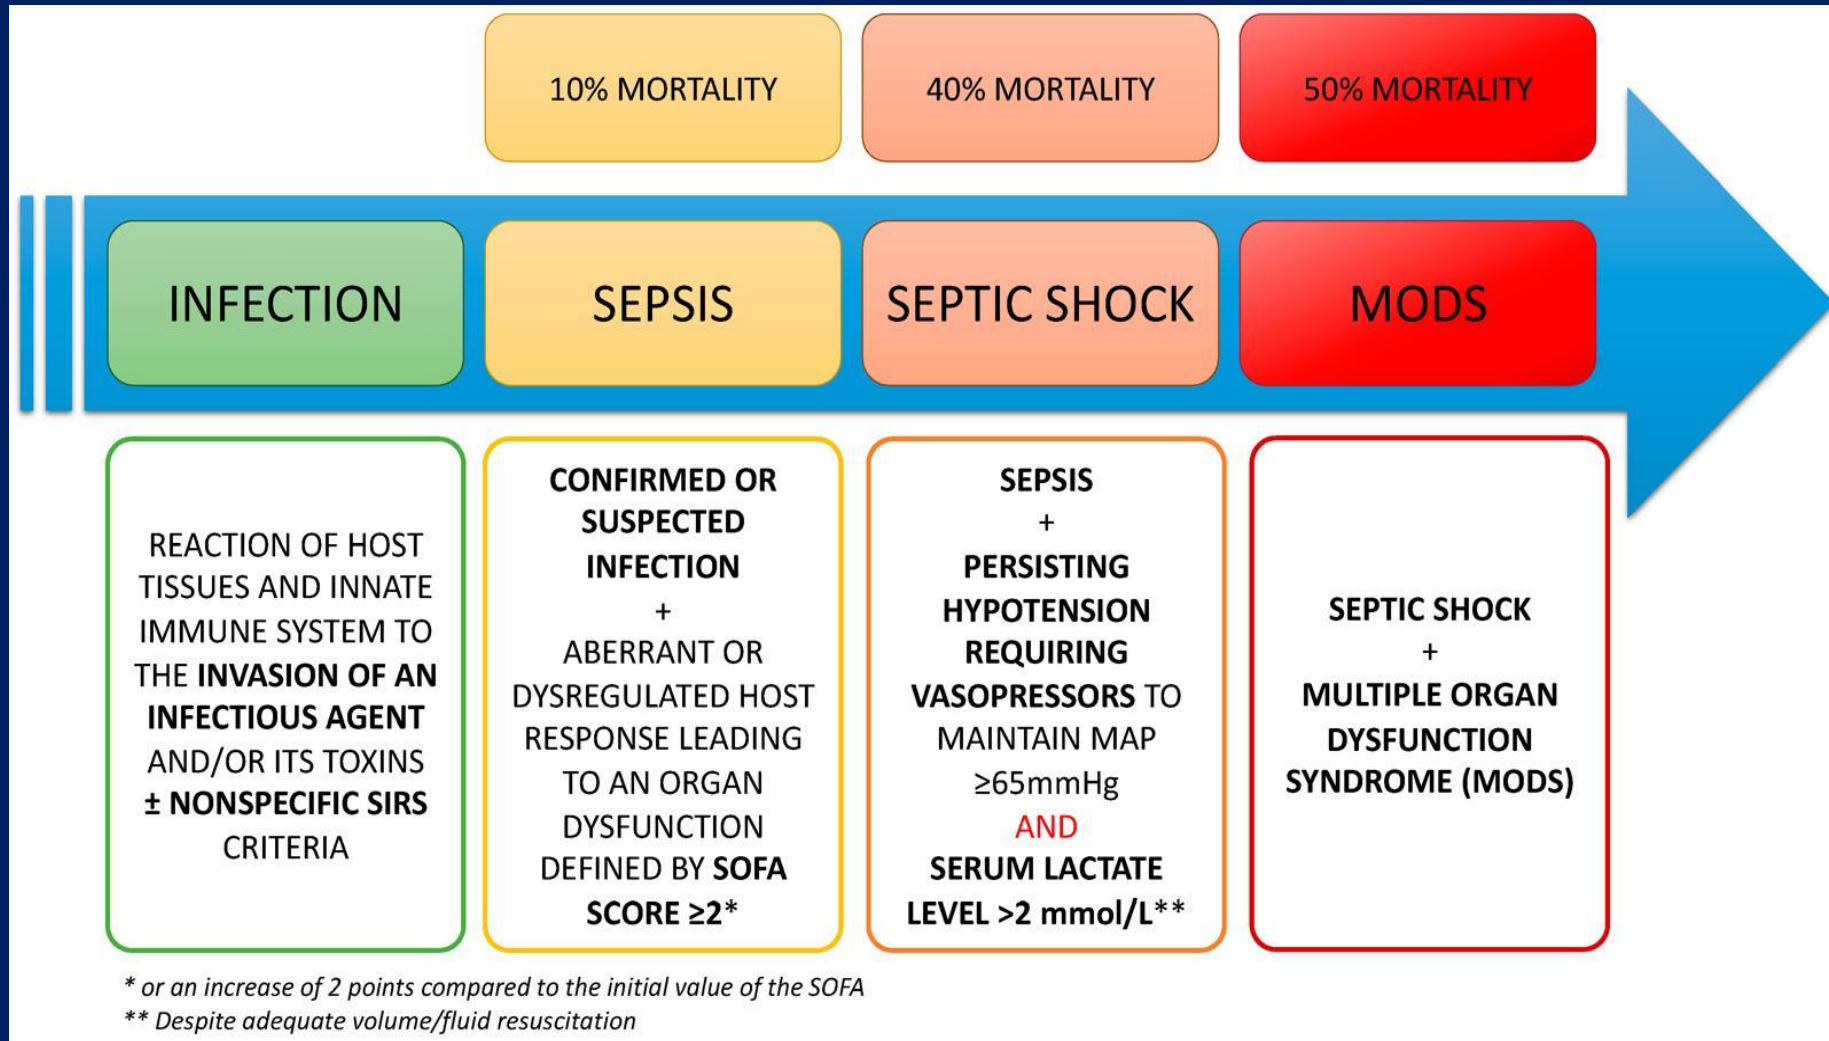 10% MORTALITY
40% MORTALITY
50% MORTALITY
INFECTION
SEPSIS
SEPTIC SHOCK
MODS
REACTION OF HOST
TISSUES AND INNATE
IMMUNE SYSTEM TO
THE INVASION OF AN
INFECTIOUS AGENT
AND/OR ITS TOXINS
± NONSPECIFIC SIRS
CRITERIA
CONFIRMED OR
SUSPECTED
INFECTION
+
ABERRANT OR
DYSREGULATED HOST
RESPONSE LEADING
TO AN ORGAN
DYSFUNCTION
DEFINED BY SOFA
SCORE ≥2*
SEPSIS
+
PERSISTING
HYPOTENSION
REQUIRING
VASOPRESSORS TO
MAINTAIN MAP
≥65mmHg
AND
SERUM LACTATE
LEVEL >2 mmol/L**
SEPTIC SHOCK
+
MULTIPLE ORGAN
DYSFUNCTION
SYNDROME (MODS)
* or an increase of 2 points compared to the initial value of the SOFA
** Despite adequate volume/fluid resuscitation